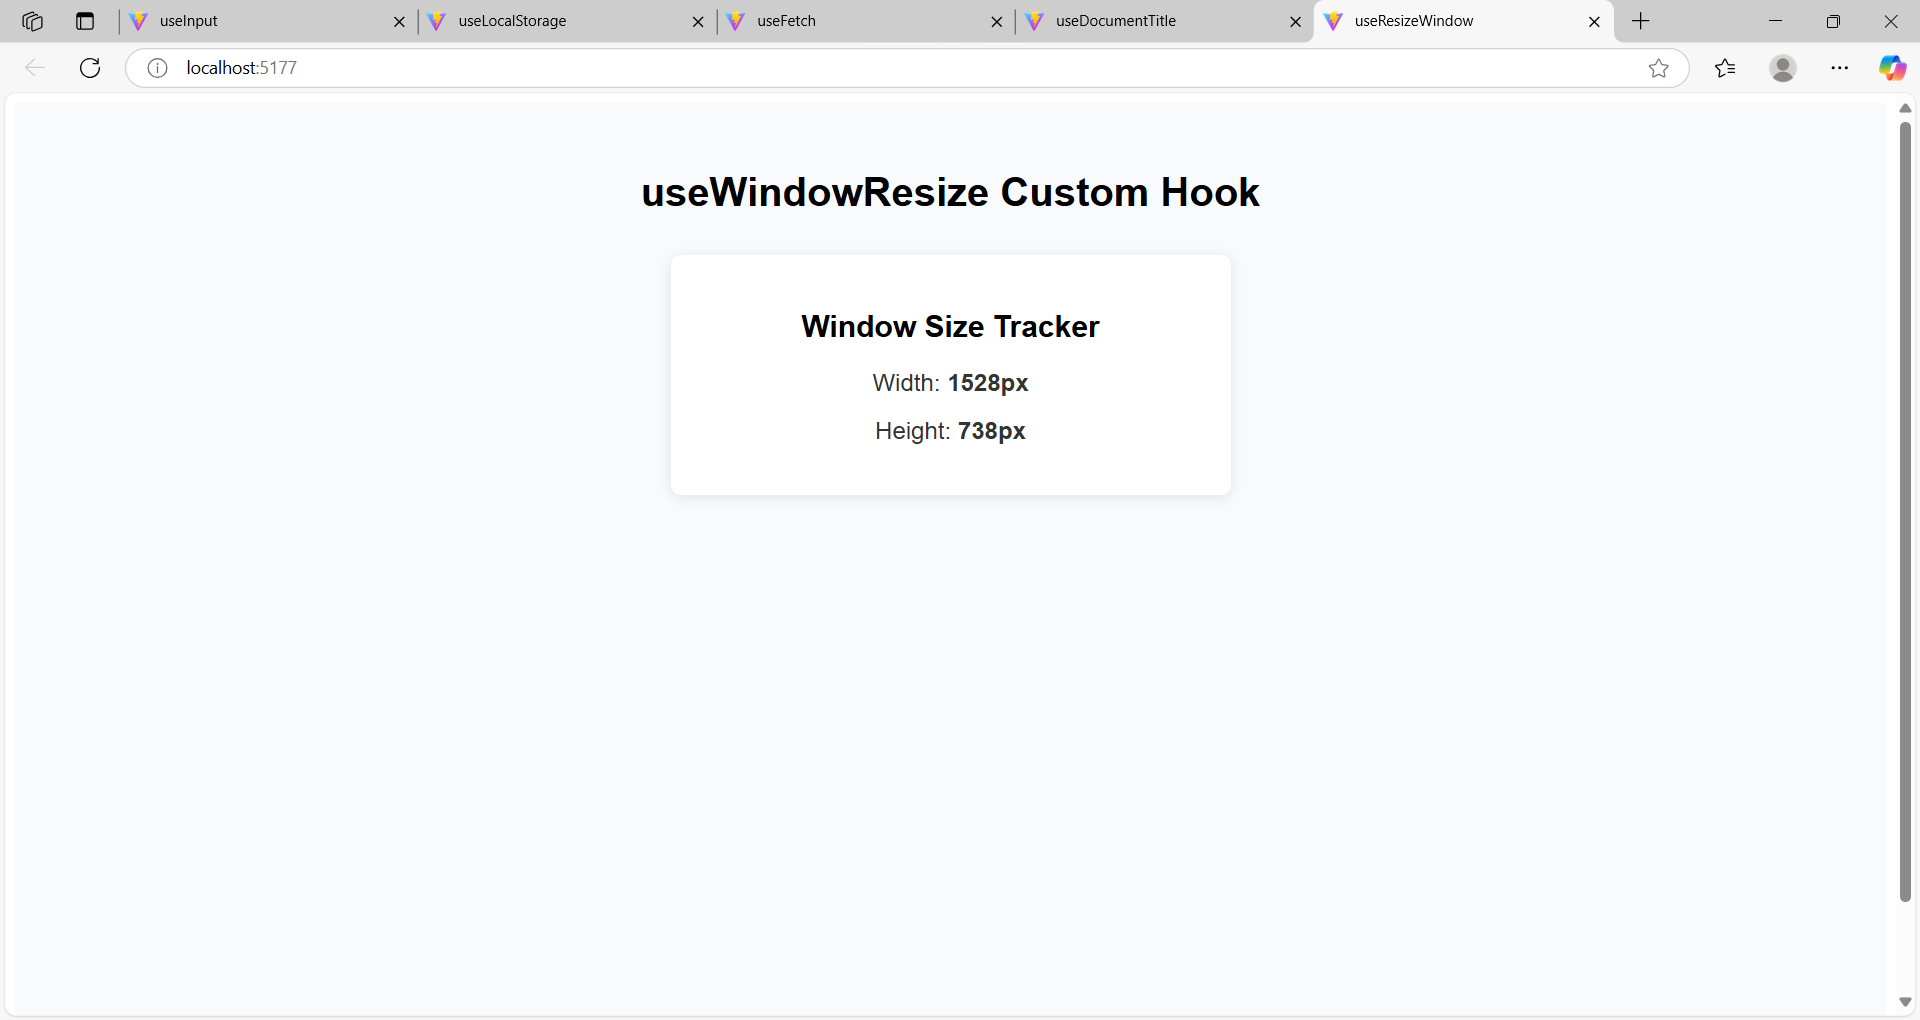 useInput
useLocalStorage
useFetch
useDocumentTitle
useResizeWindow
localhost:5177
useWindowResize Custom Hook
Window Size Tracker
Width: 1528px
Height: 738px